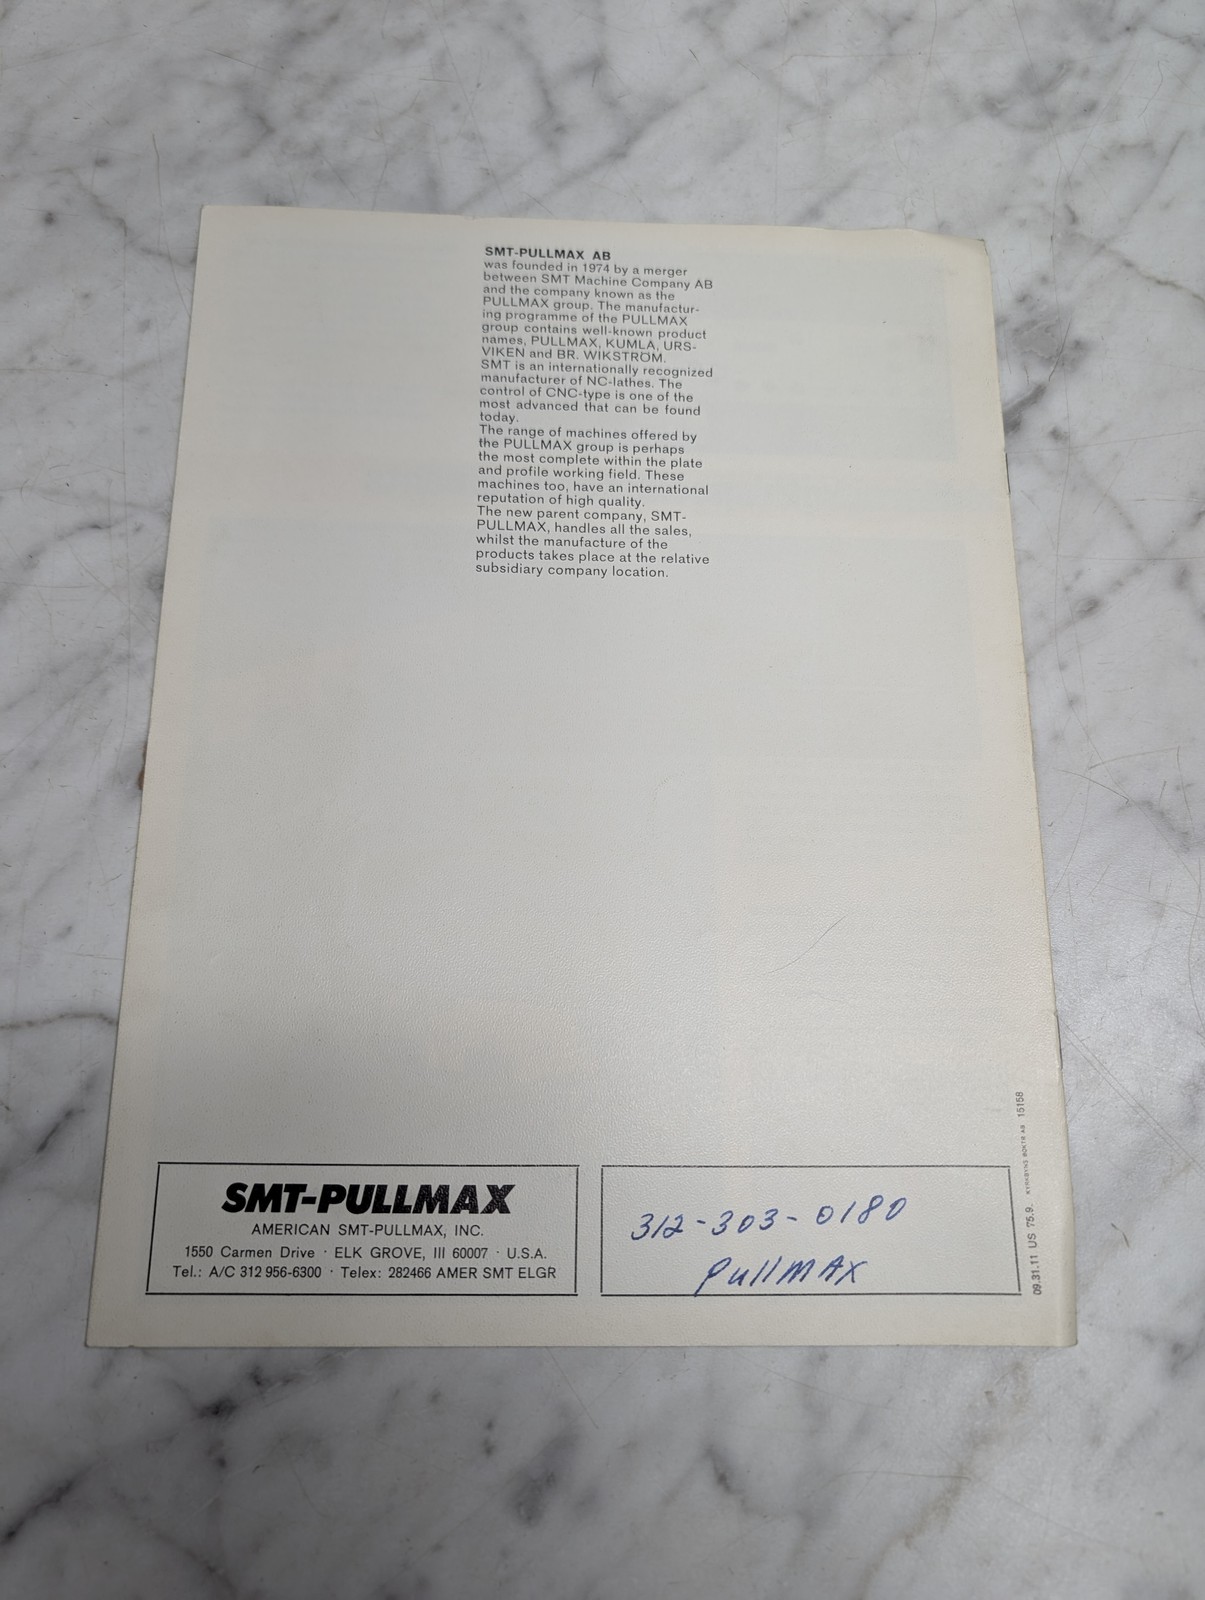 SMT-PULLMAX AB
was founded in 1974 by a merger
between SMT Machine Company AB
and the company known as the
PULLMAX group. The manufactur-
ing programme of the PULLMAX
group contains well-known product
names, PULLMAX, KUMLA, URS-
VIKEN and BR. WIKSTRÖM.
SMT is an internationally recognized
manufacturer of NC-lathes. The
control of CNC-type is one of the
most advanced that can be found
today.
The range of machines offered by
the PULLMAX group is perhaps
the most complete within the plate
and profile working field. These
machines too, have an international
reputation of high quality.
The new parent company, SMT-
PULLMAX, handles all the sales,
whilst the manufacture of the
products takes place at the relative
subsidiary company location.
SMT-PULLMAX
AMERICAN SMT-PULLMAX, INC.
1550 Carmen Drive · ELK GROVE, Ill 60007 · U.S.A.
Tel.: A/C 312 956-6300 · Telex: 282466 AMER SMT ELGR
312-303-0180
PullMAX
09.31.11 US 75.9. 15158